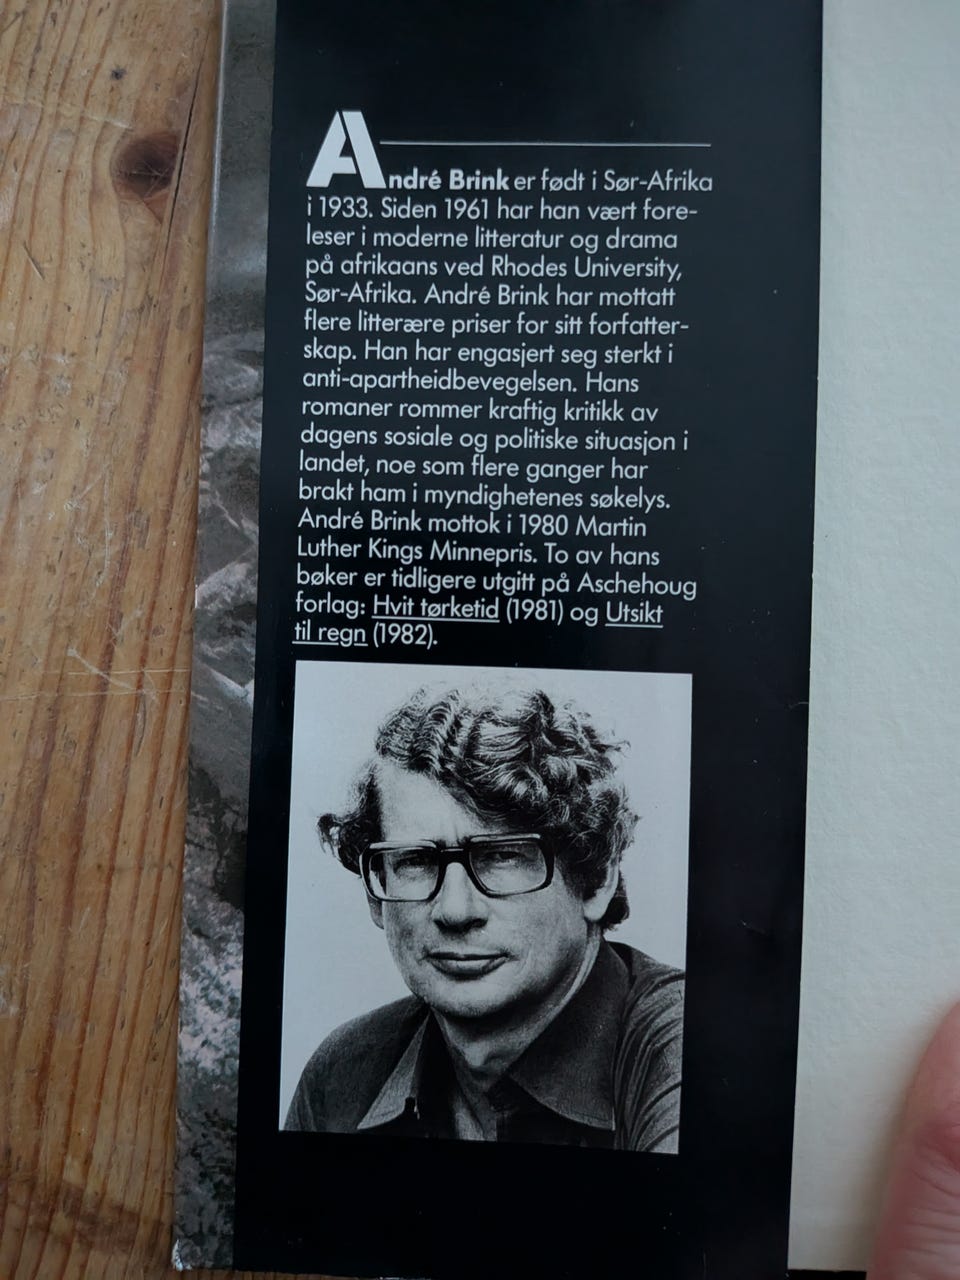 André Brink er født i Sør-Afrika
i 1933. Siden 1961 har han vært fore-
leser i moderne litteratur og drama
på afrikaans ved Rhodes University,
Sør-Afrika. André Brink har mottatt
flere litterære priser for sitt forfatter-
skap. Han har engasjert seg sterkt i
anti-apartheidbevegelsen. Hans
romaner rommer kraftig kritikk av
dagens sosiale og politiske situasjon i
landet, noe som flere ganger har
brakt ham i myndighetenes søkelys.
André Brink mottok i 1980 Martin
Luther Kings Minnepris. To av hans
bøker er tidligere utgitt på Aschehoug
forlag: Hvit tørketid (1981) og Utsikt
til regn (1982).